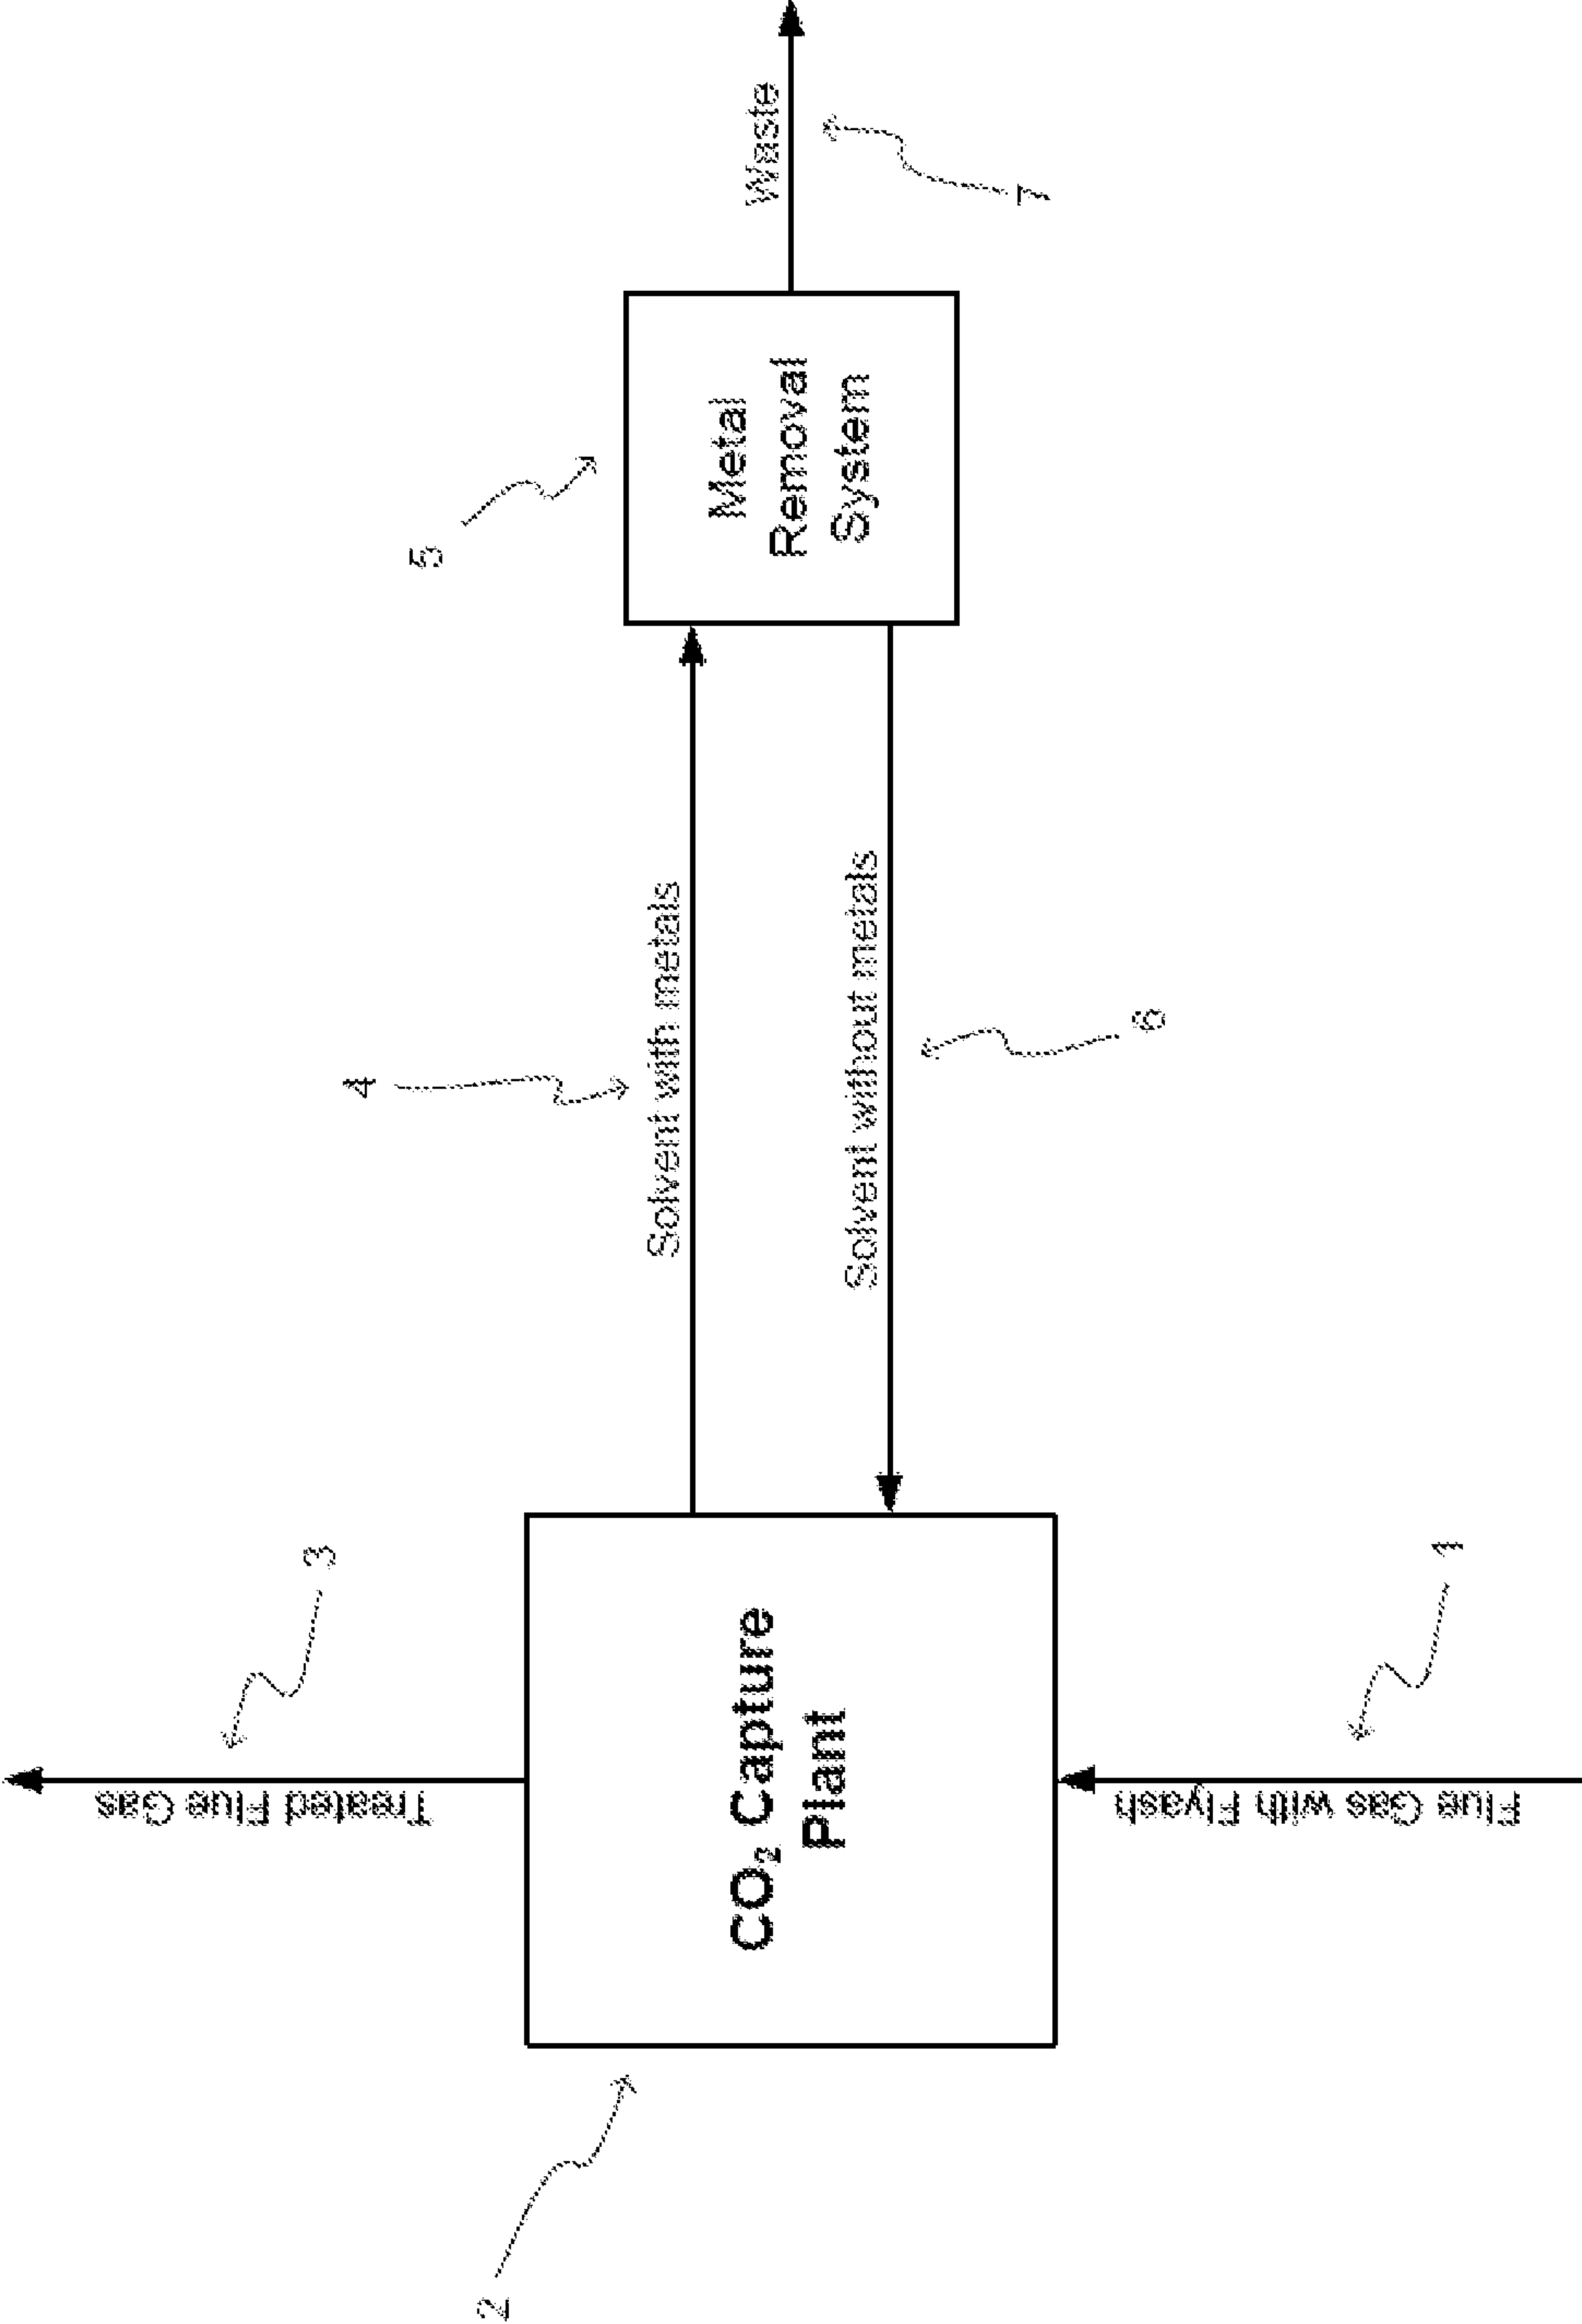 3
Treated Flue Gas
2
CO₂ Capture
Plant
4
Solvent with metals
5
Metal
Removal
System
Waste
7
Solvent without metals
6
1
Flue Gas with Flyash